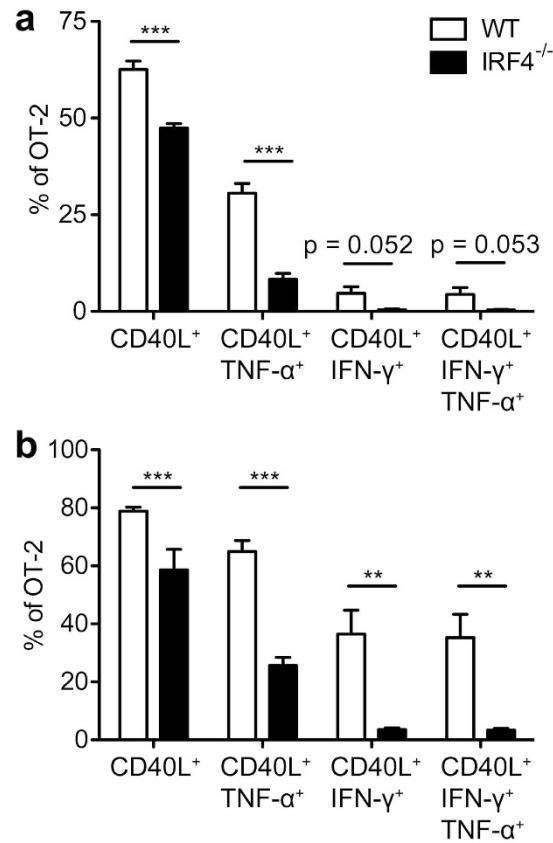 a
WT
IRF4-/-
% of OT-2
75
50
25
0
***
***
p = 0.052
p = 0.053
CD40L+
CD40L+
TNF-α+
CD40L+
IFN-γ+
CD40L+
IFN-γ+
TNF-α+
b
% of OT-2
100
80
60
40
20
0
***
***
**
**
CD40L+
CD40L+
TNF-α+
CD40L+
IFN-γ+
CD40L+
IFN-γ+
TNF-α+